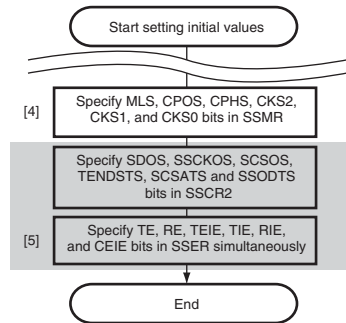 Start setting initial values
[4]
Specify MLS, CPOS, CPHS, CKS2,
CKS1, and CKS0 bits in SSMR
Specify SDOS, SSCKOS, SCSOS,
TENDSTS, SCSATS and SSODTS
bits in SSCR2
[5]
Specify TE, RE, TEIE, TIE, RIE,
and CEIE bits in SSER simultaneously
End